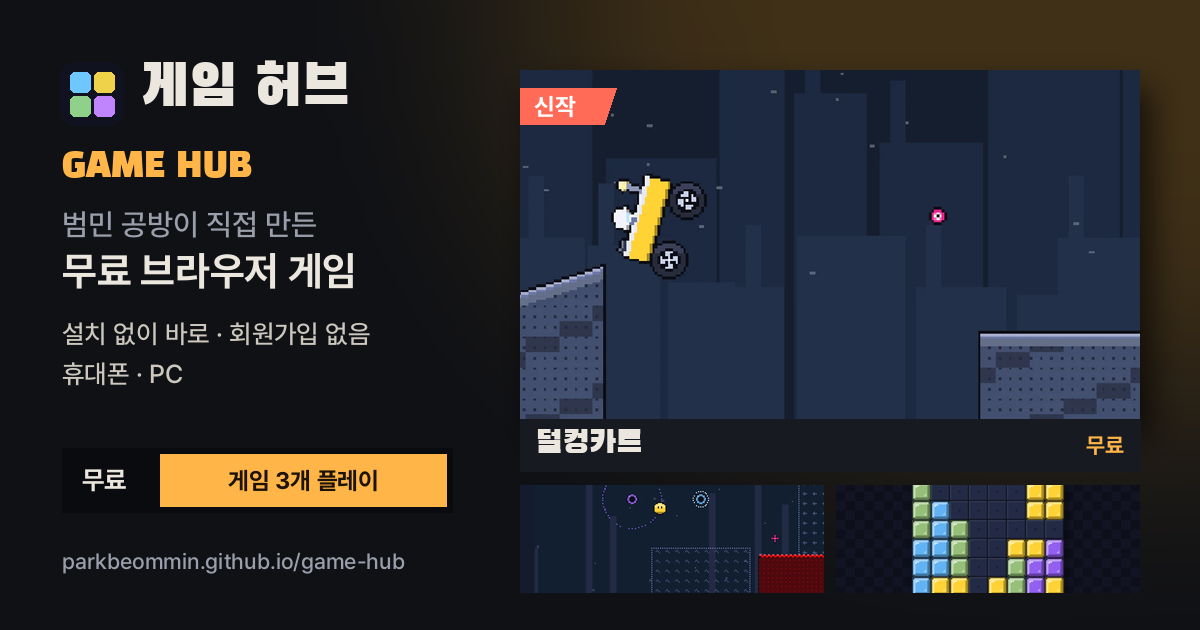 게임 허브
GAME HUB
범민 공방이 직접 만든
무료 브라우저 게임
설치 없이 바로 · 회원가입 없음
휴대폰 · PC
무료
게임 3개 플레이
parkbeommin.github.io/game-hub
신작
덜컹카트
무료